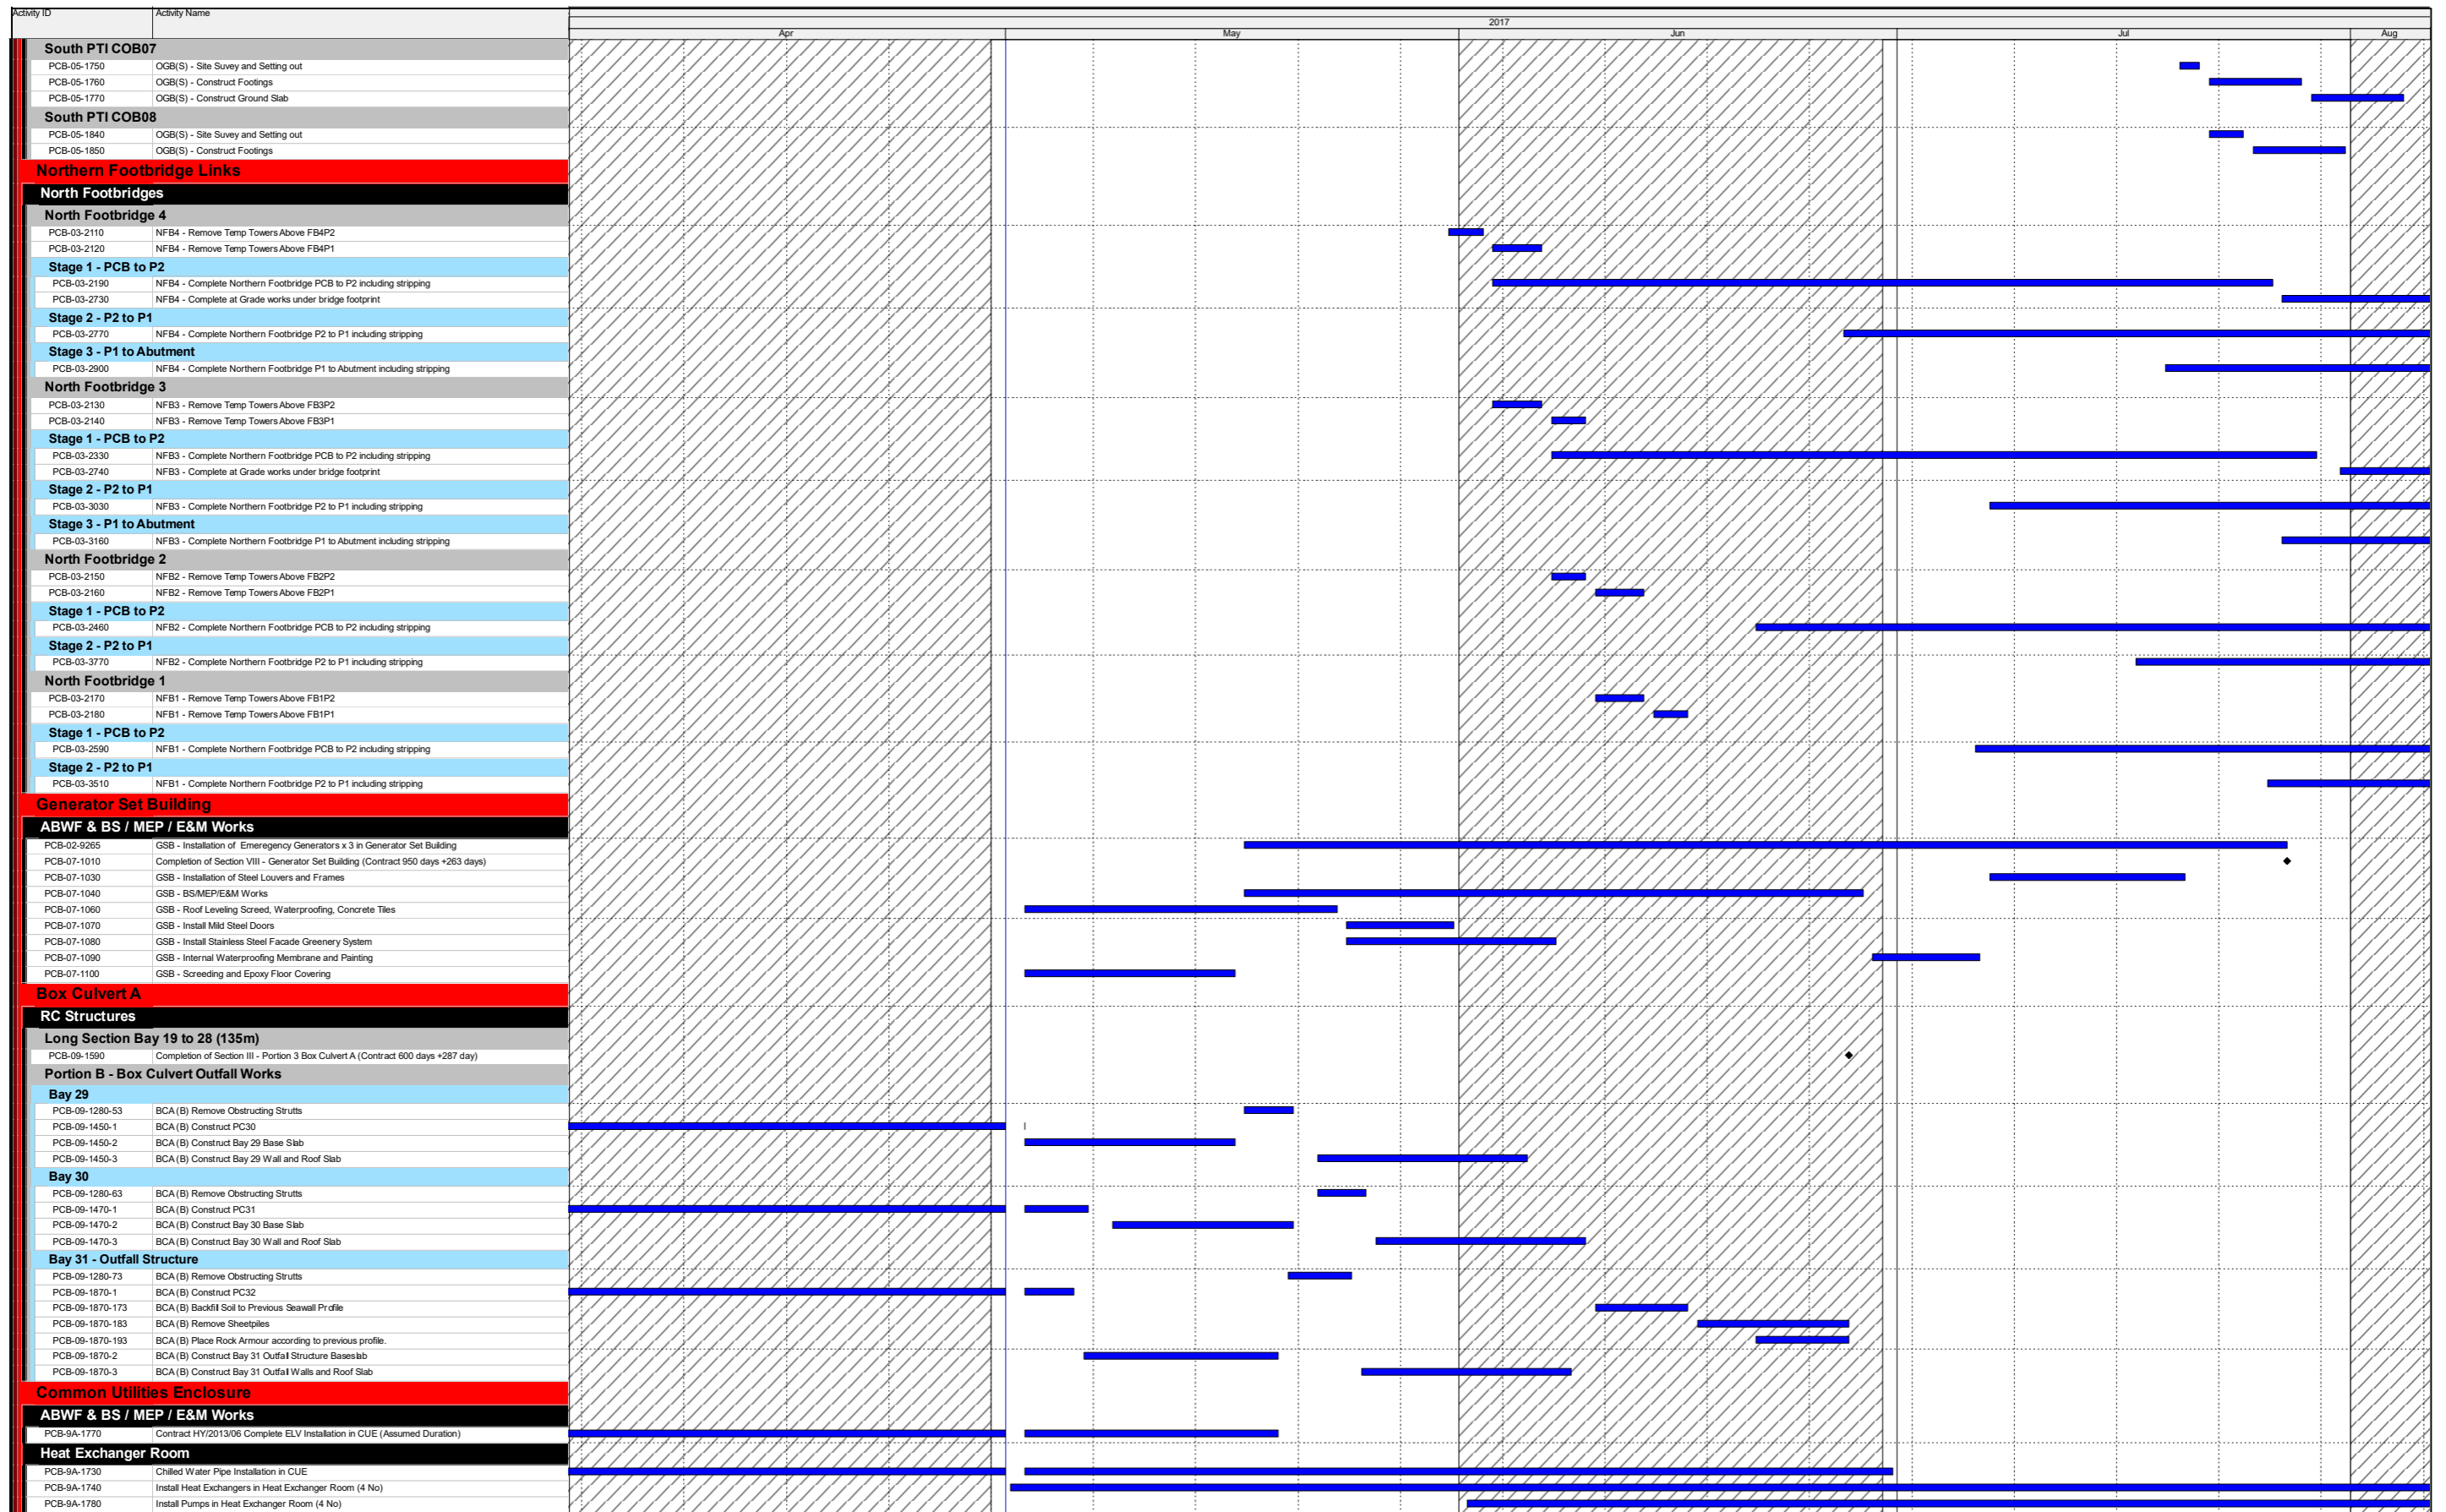 Activity ID Activity Name
2017
Apr May Jun Jul Aug
South PTI COB07
PCB-05-1750 OGB(S) - Site Suvey and Setting out
PCB-05-1760 OGB(S) - Construct Footings
PCB-05-1770 OGB(S) - Construct Ground Slab
South PTI COB08
PCB-05-1840 OGB(S) - Site Suvey and Setting out
PCB-05-1850 OGB(S) - Construct Footings
Northern Footbridge Links
North Footbridges
North Footbridge 4
PCB-03-2110 NFB4 - Remove Temp Towers Above FB4P2
PCB-03-2120 NFB4 - Remove Temp Towers Above FB4P1
Stage 1 - PCB to P2
PCB-03-2190 NFB4 - Complete Northern Footbridge PCB to P2 including stripping
PCB-03-2730 NFB4 - Complete at Grade works under bridge footprint
Stage 2 - P2 to P1
PCB-03-2770 NFB4 - Complete Northern Footbridge P2 to P1 including stripping
Stage 3 - P1 to Abutment
PCB-03-2900 NFB4 - Complete Northern Footbridge P1 to Abutment including stripping
North Footbridge 3
PCB-03-2130 NFB3 - Remove Temp Towers Above FB3P2
PCB-03-2140 NFB3 - Remove Temp Towers Above FB3P1
Stage 1 - PCB to P2
PCB-03-2330 NFB3 - Complete Northern Footbridge PCB to P2 including stripping
PCB-03-2740 NFB3 - Complete at Grade works under bridge footprint
Stage 2 - P2 to P1
PCB-03-3030 NFB3 - Complete Northern Footbridge P2 to P1 including stripping
Stage 3 - P1 to Abutment
PCB-03-3160 NFB3 - Complete Northern Footbridge P1 to Abutment including stripping
North Footbridge 2
PCB-03-2150 NFB2 - Remove Temp Towers Above FB2P2
PCB-03-2160 NFB2 - Remove Temp Towers Above FB2P1
Stage 1 - PCB to P2
PCB-03-2460 NFB2 - Complete Northern Footbridge PCB to P2 including stripping
Stage 2 - P2 to P1
PCB-03-3770 NFB2 - Complete Northern Footbridge P2 to P1 including stripping
North Footbridge 1
PCB-03-2170 NFB1 - Remove Temp Towers Above FB1P2
PCB-03-2180 NFB1 - Remove Temp Towers Above FB1P1
Stage 1 - PCB to P2
PCB-03-2590 NFB1 - Complete Northern Footbridge PCB to P2 including stripping
Stage 2 - P2 to P1
PCB-03-3510 NFB1 - Complete Northern Footbridge P2 to P1 including stripping
Generator Set Building
ABWF & BS / MEP / E&M Works
PCB-02-9265 GSB - Installation of Emeregency Generators x 3 in Generator Set Building
PCB-07-1010 Completion of Section VIII - Generator Set Building (Contract 950 days +263 days)
PCB-07-1030 GSB - Installation of Steel Louvers and Frames
PCB-07-1040 GSB - BS/MEP/E&M Works
PCB-07-1060 GSB - Roof Leveling Screed, Waterproofing, Concrete Tiles
PCB-07-1070 GSB - Install Mild Steel Doors
PCB-07-1080 GSB - Install Stainless Steel Facade Greenery System
PCB-07-1090 GSB - Internal Waterproofing Membrane and Painting
PCB-07-1100 GSB - Screeding and Epoxy Floor Covering
Box Culvert A
RC Structures
Long Section Bay 19 to 28 (135m)
PCB-09-1590 Completion of Section III - Portion 3 Box Culvert A (Contract 600 days +287 day)
Portion B - Box Culvert Outfall Works
Bay 29
PCB-09-1280-53 BCA (B) Remove Obstructing Strutts
PCB-09-1450-1 BCA (B) Construct PC30
PCB-09-1450-2 BCA (B) Construct Bay 29 Base Slab
PCB-09-1450-3 BCA (B) Construct Bay 29 Wall and Roof Slab
Bay 30
PCB-09-1280-63 BCA (B) Remove Obstructing Strutts
PCB-09-1470-1 BCA (B) Construct PC31
PCB-09-1470-2 BCA (B) Construct Bay 30 Base Slab
PCB-09-1470-3 BCA (B) Construct Bay 30 Wall and Roof Slab
Bay 31 - Outfall Structure
PCB-09-1280-73 BCA (B) Remove Obstructing Strutts
PCB-09-1870-1 BCA (B) Construct PC32
PCB-09-1870-173 BCA (B) Backfill Soil to Previous Seawall Profile
PCB-09-1870-183 BCA (B) Remove Sheetpiles
PCB-09-1870-193 BCA (B) Place Rock Armour according to previous profile.
PCB-09-1870-2 BCA (B) Construct Bay 31 Outfall Structure Baseslab
PCB-09-1870-3 BCA (B) Construct Bay 31 Outfall Walls and Roof Slab
Common Utilities Enclosure
ABWF & BS / MEP / E&M Works
PCB-9A-1770 Contract HY/2013/06 Complete ELV Installation in CUE (Assumed Duration)
Heat Exchanger Room
PCB-9A-1730 Chilled Water Pipe Installation in CUE
PCB-9A-1740 Install Heat Exchangers in Heat Exchanger Room (4 No)
PCB-9A-1780 Install Pumps in Heat Exchanger Room (4 No)